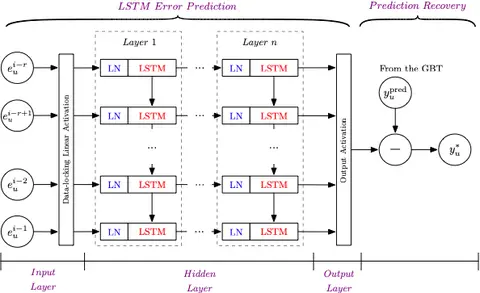 LSTM Error Prediction
Prediction Recovery
Layer 1
Layer n
From the GBT
e_u^{i-r}
LN LSTM ... LN LSTM
y_u^{pred}
e_u^{i-r+1}
LN LSTM ... LN LSTM
Data-locking Linear Activation
... ...
Output Activation
−
y_u^*
e_u^{i-2}
LN LSTM ... LN LSTM
e_u^{i-1}
LN LSTM ... LN LSTM
Input
Layer
Hidden
Layer
Output
Layer